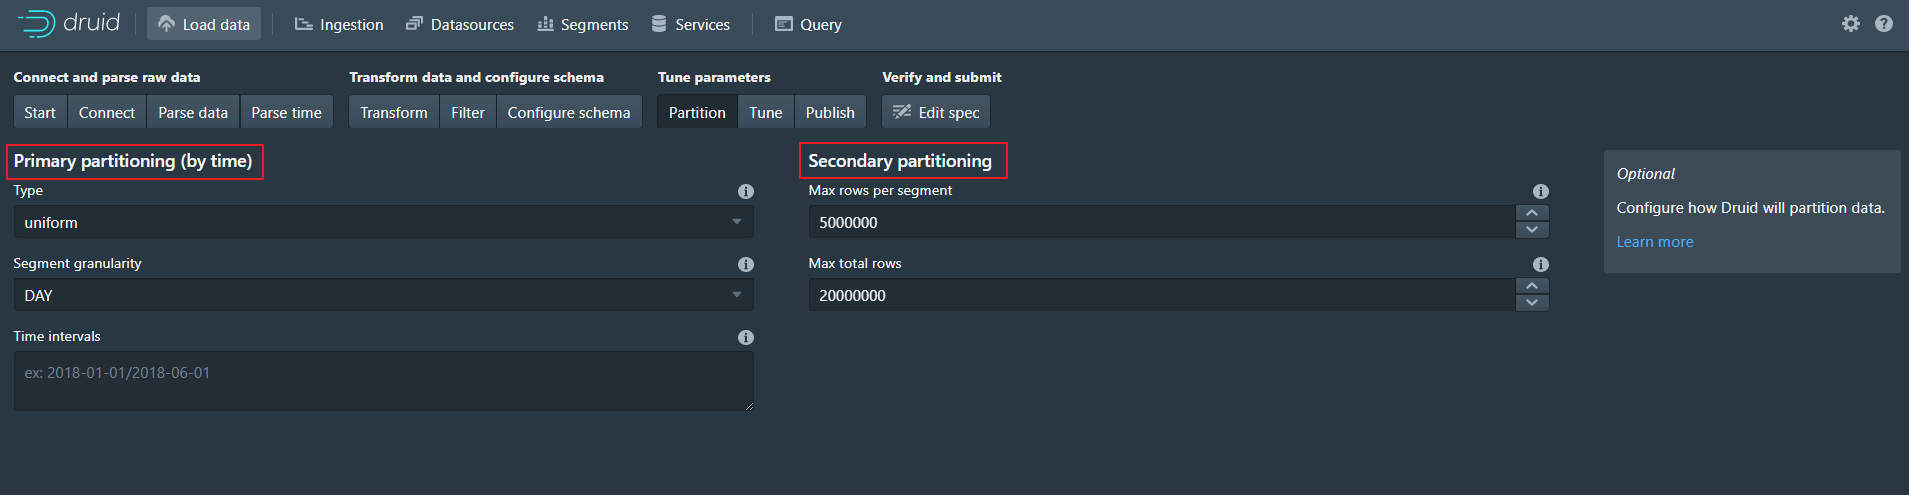 druid Load data Ingestion Datasources Segments Services Query
Connect and parse raw data Transform data and configure schema Tune parameters Verify and submit
Start Connect Parse data Parse time Transform Filter Configure schema Partition Tune Publish Edit spec
Primary partitioning (by time)
Type
uniform
Segment granularity
DAY
Time intervals
ex: 2018-01-01/2018-06-01
Secondary partitioning
Max rows per segment
5000000
Max total rows
20000000
Optional
Configure how Druid will partition data.
Learn more